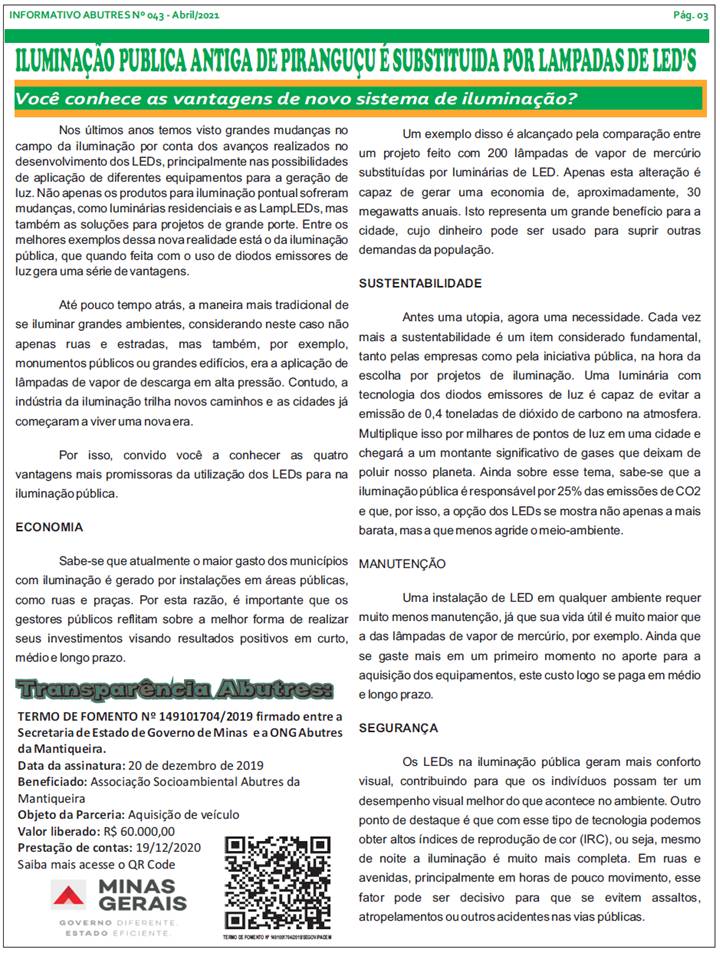 INFORMATIVO ABUTRES Nº 043 - Abril/2021
Pág. 03
ILUMINAÇÃO PUBLICA ANTIGA DE PIRANGUÇU É SUBSTITUIDA POR LAMPADAS DE LED'S
Você conhece as vantagens de novo sistema de iluminação?
Nos últimos anos temos visto grandes mudanças no
campo da iluminação por conta dos avanços realizados no
desenvolvimento dos LEDs, principalmente nas possibilidades
de aplicação de diferentes equipamentos para a geração de
luz. Não apenas os produtos para iluminação pontual sofreram
mudanças, como luminárias residenciais e as LampLEDs, mas
também as soluções para projetos de grande porte. Entre os
melhores exemplos dessa nova realidade está o da iluminação
pública, que quando feita com o uso de diodos emissores de
luz gera uma série de vantagens.
Até pouco tempo atrás, a maneira mais tradicional de
se iluminar grandes ambientes, considerando neste caso não
apenas ruas e estradas, mas também, por exemplo,
monumentos públicos ou grandes edifícios, era a aplicação de
lâmpadas de vapor de descarga em alta pressão. Contudo, a
indústria da iluminação trilha novos caminhos e as cidades já
começaram a viver uma nova era.
Por isso, convido você a conhecer as quatro
vantagens mais promissoras da utilização dos LEDs para na
iluminação pública.
ECONOMIA
Sabe-se que atualmente o maior gasto dos municípios
com iluminação é gerado por instalações em áreas públicas,
como ruas e praças. Por esta razão, é importante que os
gestores públicos reflitam sobre a melhor forma de realizar
seus investimentos visando resultados positivos em curto,
médio e longo prazo.
Transparência Abutres:
TERMO DE FOMENTO Nº 149101704/2019 firmado entre a
Secretaria de Estado de Governo de Minas e a ONG Abutres
da Mantiqueira.
Data da assinatura: 20 de dezembro de 2019
Beneficiado: Associação Socioambiental Abutres da
Mantiqueira
Objeto da Parceria: Aquisição de veículo
Valor liberado: R$ 60.000,00
Prestação de contas: 19/12/2020
Saiba mais acesse o QR Code
MINAS
GERAIS
GOVERNO DIFERENTE.
ESTADO EFICIENTE.
TERMO DE FOMENTO Nº 149101704/2019/SEGOV/PADEM
Um exemplo disso é alcançado pela comparação entre
um projeto feito com 200 lâmpadas de vapor de mercúrio
substituídas por luminárias de LED. Apenas esta alteração é
capaz de gerar uma economia de, aproximadamente, 30
megawatts anuais. Isto representa um grande benefício para a
cidade, cujo dinheiro pode ser usado para suprir outras
demandas da população.
SUSTENTABILIDADE
Antes uma utopia, agora uma necessidade. Cada vez
mais a sustentabilidade é um item considerado fundamental,
tanto pelas empresas como pela iniciativa pública, na hora da
escolha por projetos de iluminação. Uma luminária com
tecnologia dos diodos emissores de luz é capaz de evitar a
emissão de 0,4 toneladas de dióxido de carbono na atmosfera.
Multiplique isso por milhares de pontos de luz em uma cidade e
chegará a um montante significativo de gases que deixam de
poluir nosso planeta. Ainda sobre esse tema, sabe-se que a
iluminação pública é responsável por 25% das emissões de CO2
e que, por isso, a opção dos LEDs se mostra não apenas a mais
barata, mas a que menos agride o meio-ambiente.
MANUTENÇÃO
Uma instalação de LED em qualquer ambiente requer
muito menos manutenção, já que sua vida útil é muito maior que
a das lâmpadas de vapor de mercúrio, por exemplo. Ainda que
se gaste mais em um primeiro momento no aporte para a
aquisição dos equipamentos, este custo logo se paga em médio
e longo prazo.
SEGURANÇA
Os LEDs na iluminação pública geram mais conforto
visual, contribuindo para que os indivíduos possam ter um
desempenho visual melhor do que acontece no ambiente. Outro
ponto de destaque é que com esse tipo de tecnologia podemos
obter altos índices de reprodução de cor (IRC), ou seja, mesmo
de noite a iluminação é muito mais completa. Em ruas e
avenidas, principalmente em horas de pouco movimento, esse
fator pode ser decisivo para que se evitem assaltos,
atropelamentos ou outros acidentes nas vias públicas.